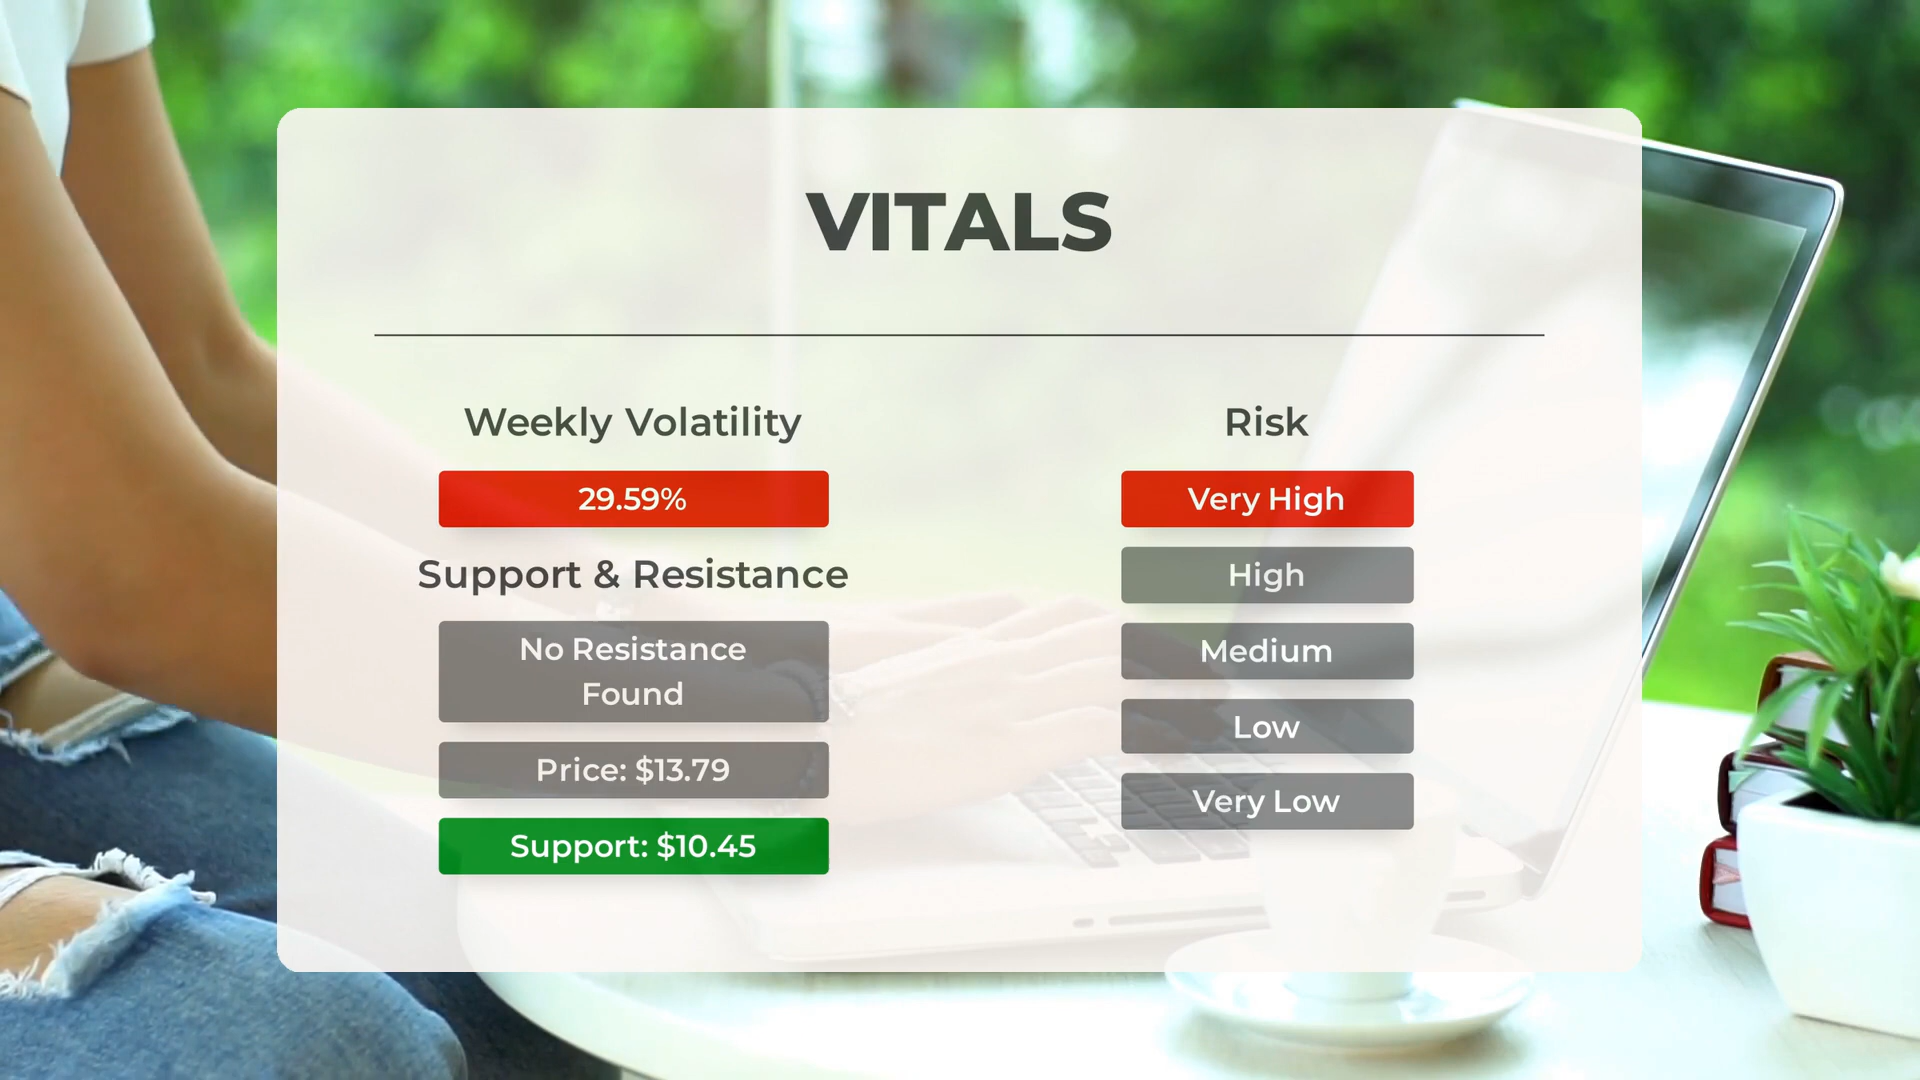 VITALS
Weekly Volatility
29.59%
Support & Resistance
No Resistance
Found
Price: $13.79
Support: $10.45
Risk
Very High
High
Medium
Low
Very Low